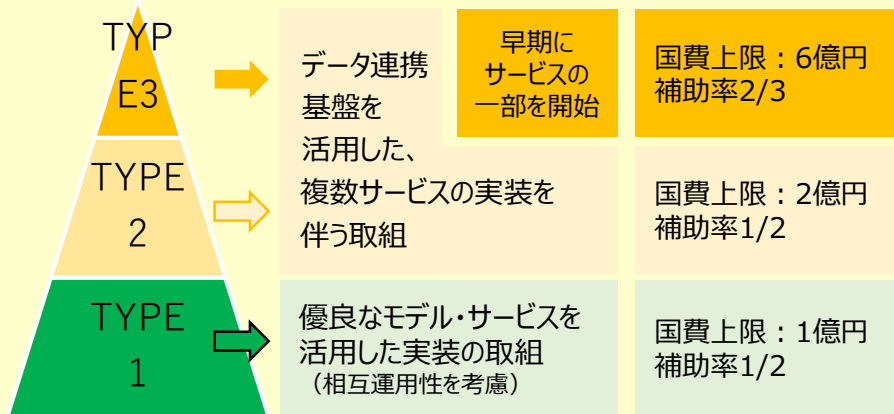 TYP
E3
データ連携
基盤を
活用した、
複数サービスの実装を
伴う取組
早期に
サービスの
一部を開始
国費上限：6億円
補助率2/3
TYPE
2
国費上限：2億円
補助率1/2
TYPE
1
優良なモデル・サービスを
活用した実装の取組
（相互運用性を考慮）
国費上限：1億円
補助率1/2